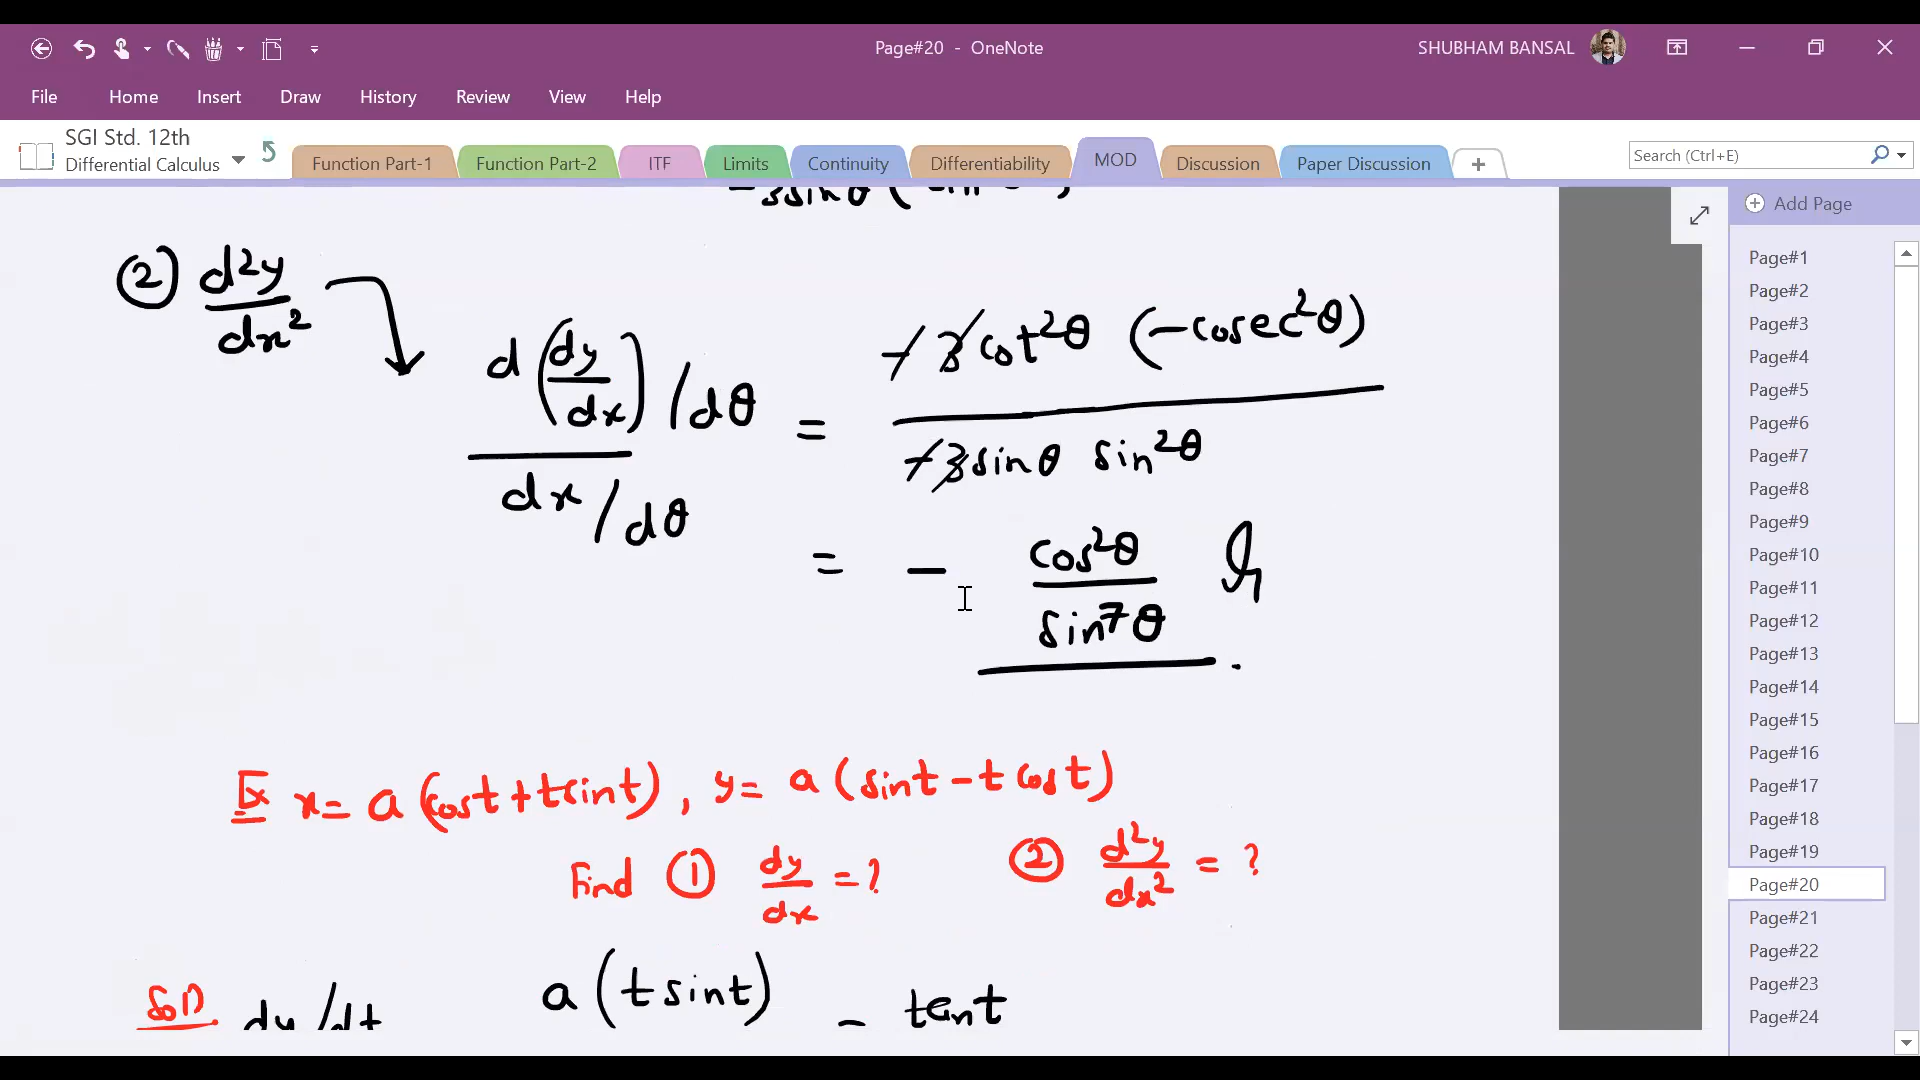 Page#20 - OneNote
SHUBHAM BANSAL
File Home Insert Draw History Review View Help
SGI Std. 12th
Differential Calculus
Function Part-1 Function Part-2 ITF Limits Continuity Differentiability MOD Discussion Paper Discussion +
Search (Ctrl+E)
Add Page
Page#1
Page#2
Page#3
Page#4
Page#5
Page#6
Page#7
Page#8
Page#9
Page#10
Page#11
Page#12
Page#13
Page#14
Page#15
Page#16
Page#17
Page#18
Page#19
Page#20
Page#21
Page#22
Page#23
Page#24
② d²y/dx²
d(dy/dx)/dθ / dx/dθ = -3cot²θ (-cosec²θ) / -3sinθ sin²θ
= - cos²θ / sin⁷θ
Ex x = a(cost + tsint), y = a(sint - t cost)
Find ① dy/dx = ? ② d²y/dx² = ?
Sol dy/dt a(tsint) = tant